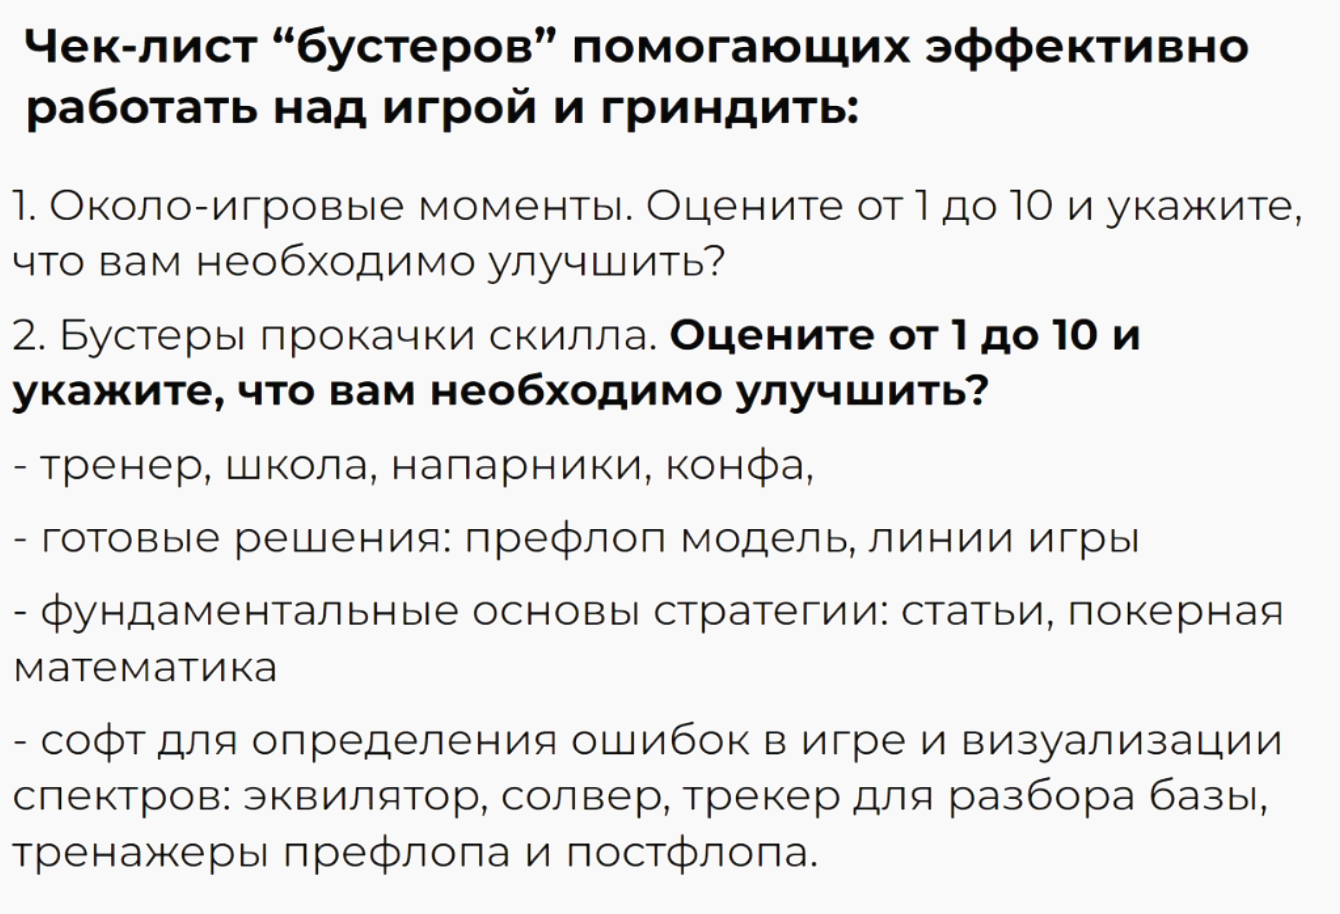 Чек-лист “бустеров” помогающих эффективно
работать над игрой и гриндить:
1. Около-игровые моменты. Оцените от 1 до 10 и укажите,
что вам необходимо улучшить?
2. Бустеры прокачки скилла. Оцените от 1 до 10 и
укажите, что вам необходимо улучшить?
- тренер, школа, напарники, конфа,
- готовые решения: префлоп модель, линии игры
- фундаментальные основы стратегии: статьи, покерная
математика
- софт для определения ошибок в игре и визуализации
спектров: эквилятор, солвер, трекер для разбора базы,
тренажеры префлопа и постфлопа.